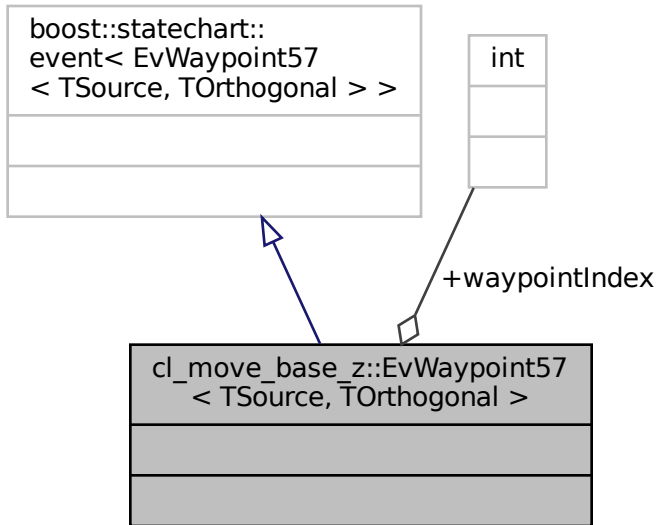 boost::statechart::
event< EvWaypoint57
< TSource, TOrthogonal > >
int
+waypointIndex
cl_move_base_z::EvWaypoint57
< TSource, TOrthogonal >